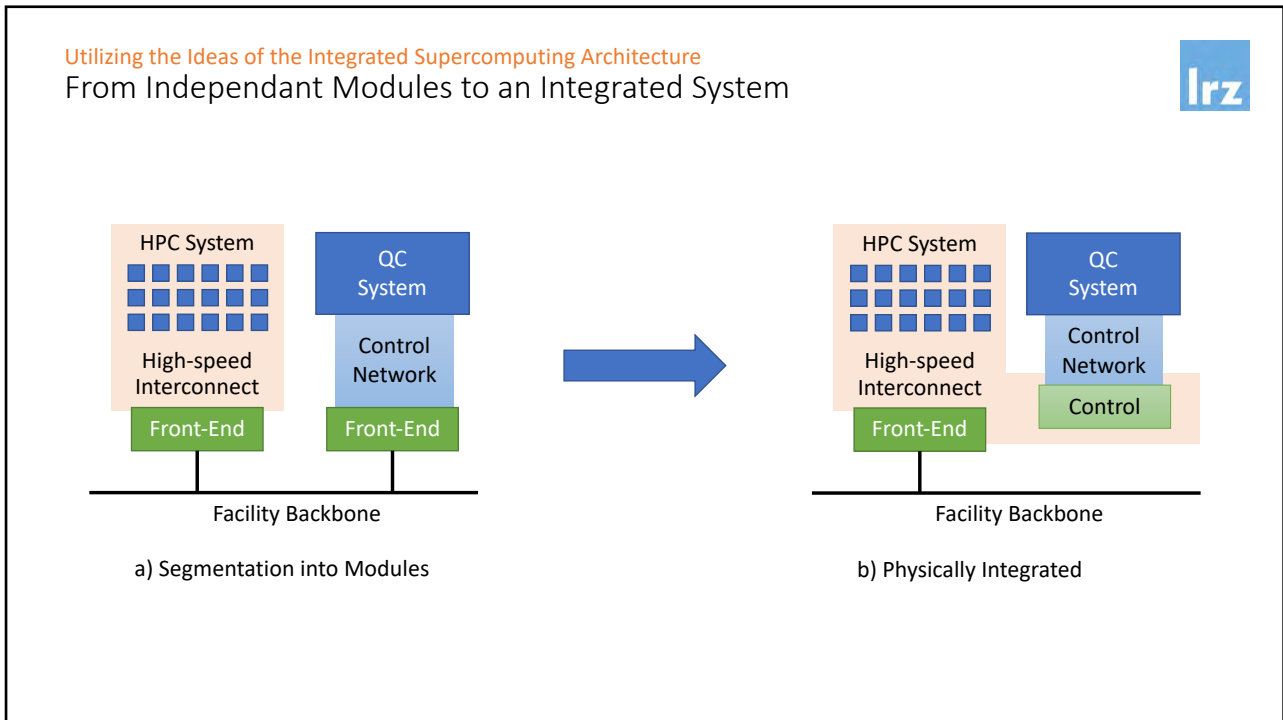 Utilizing the Ideas of the Integrated Supercomputing Architecture
From Independant Modules to an Integrated System
lrz
HPC System
High-speed
Interconnect
Front-End
QC
System
Control
Network
Front-End
Facility Backbone
a) Segmentation into Modules
HPC System
High-speed
Interconnect
Front-End
QC
System
Control
Network
Control
Facility Backbone
b) Physically Integrated